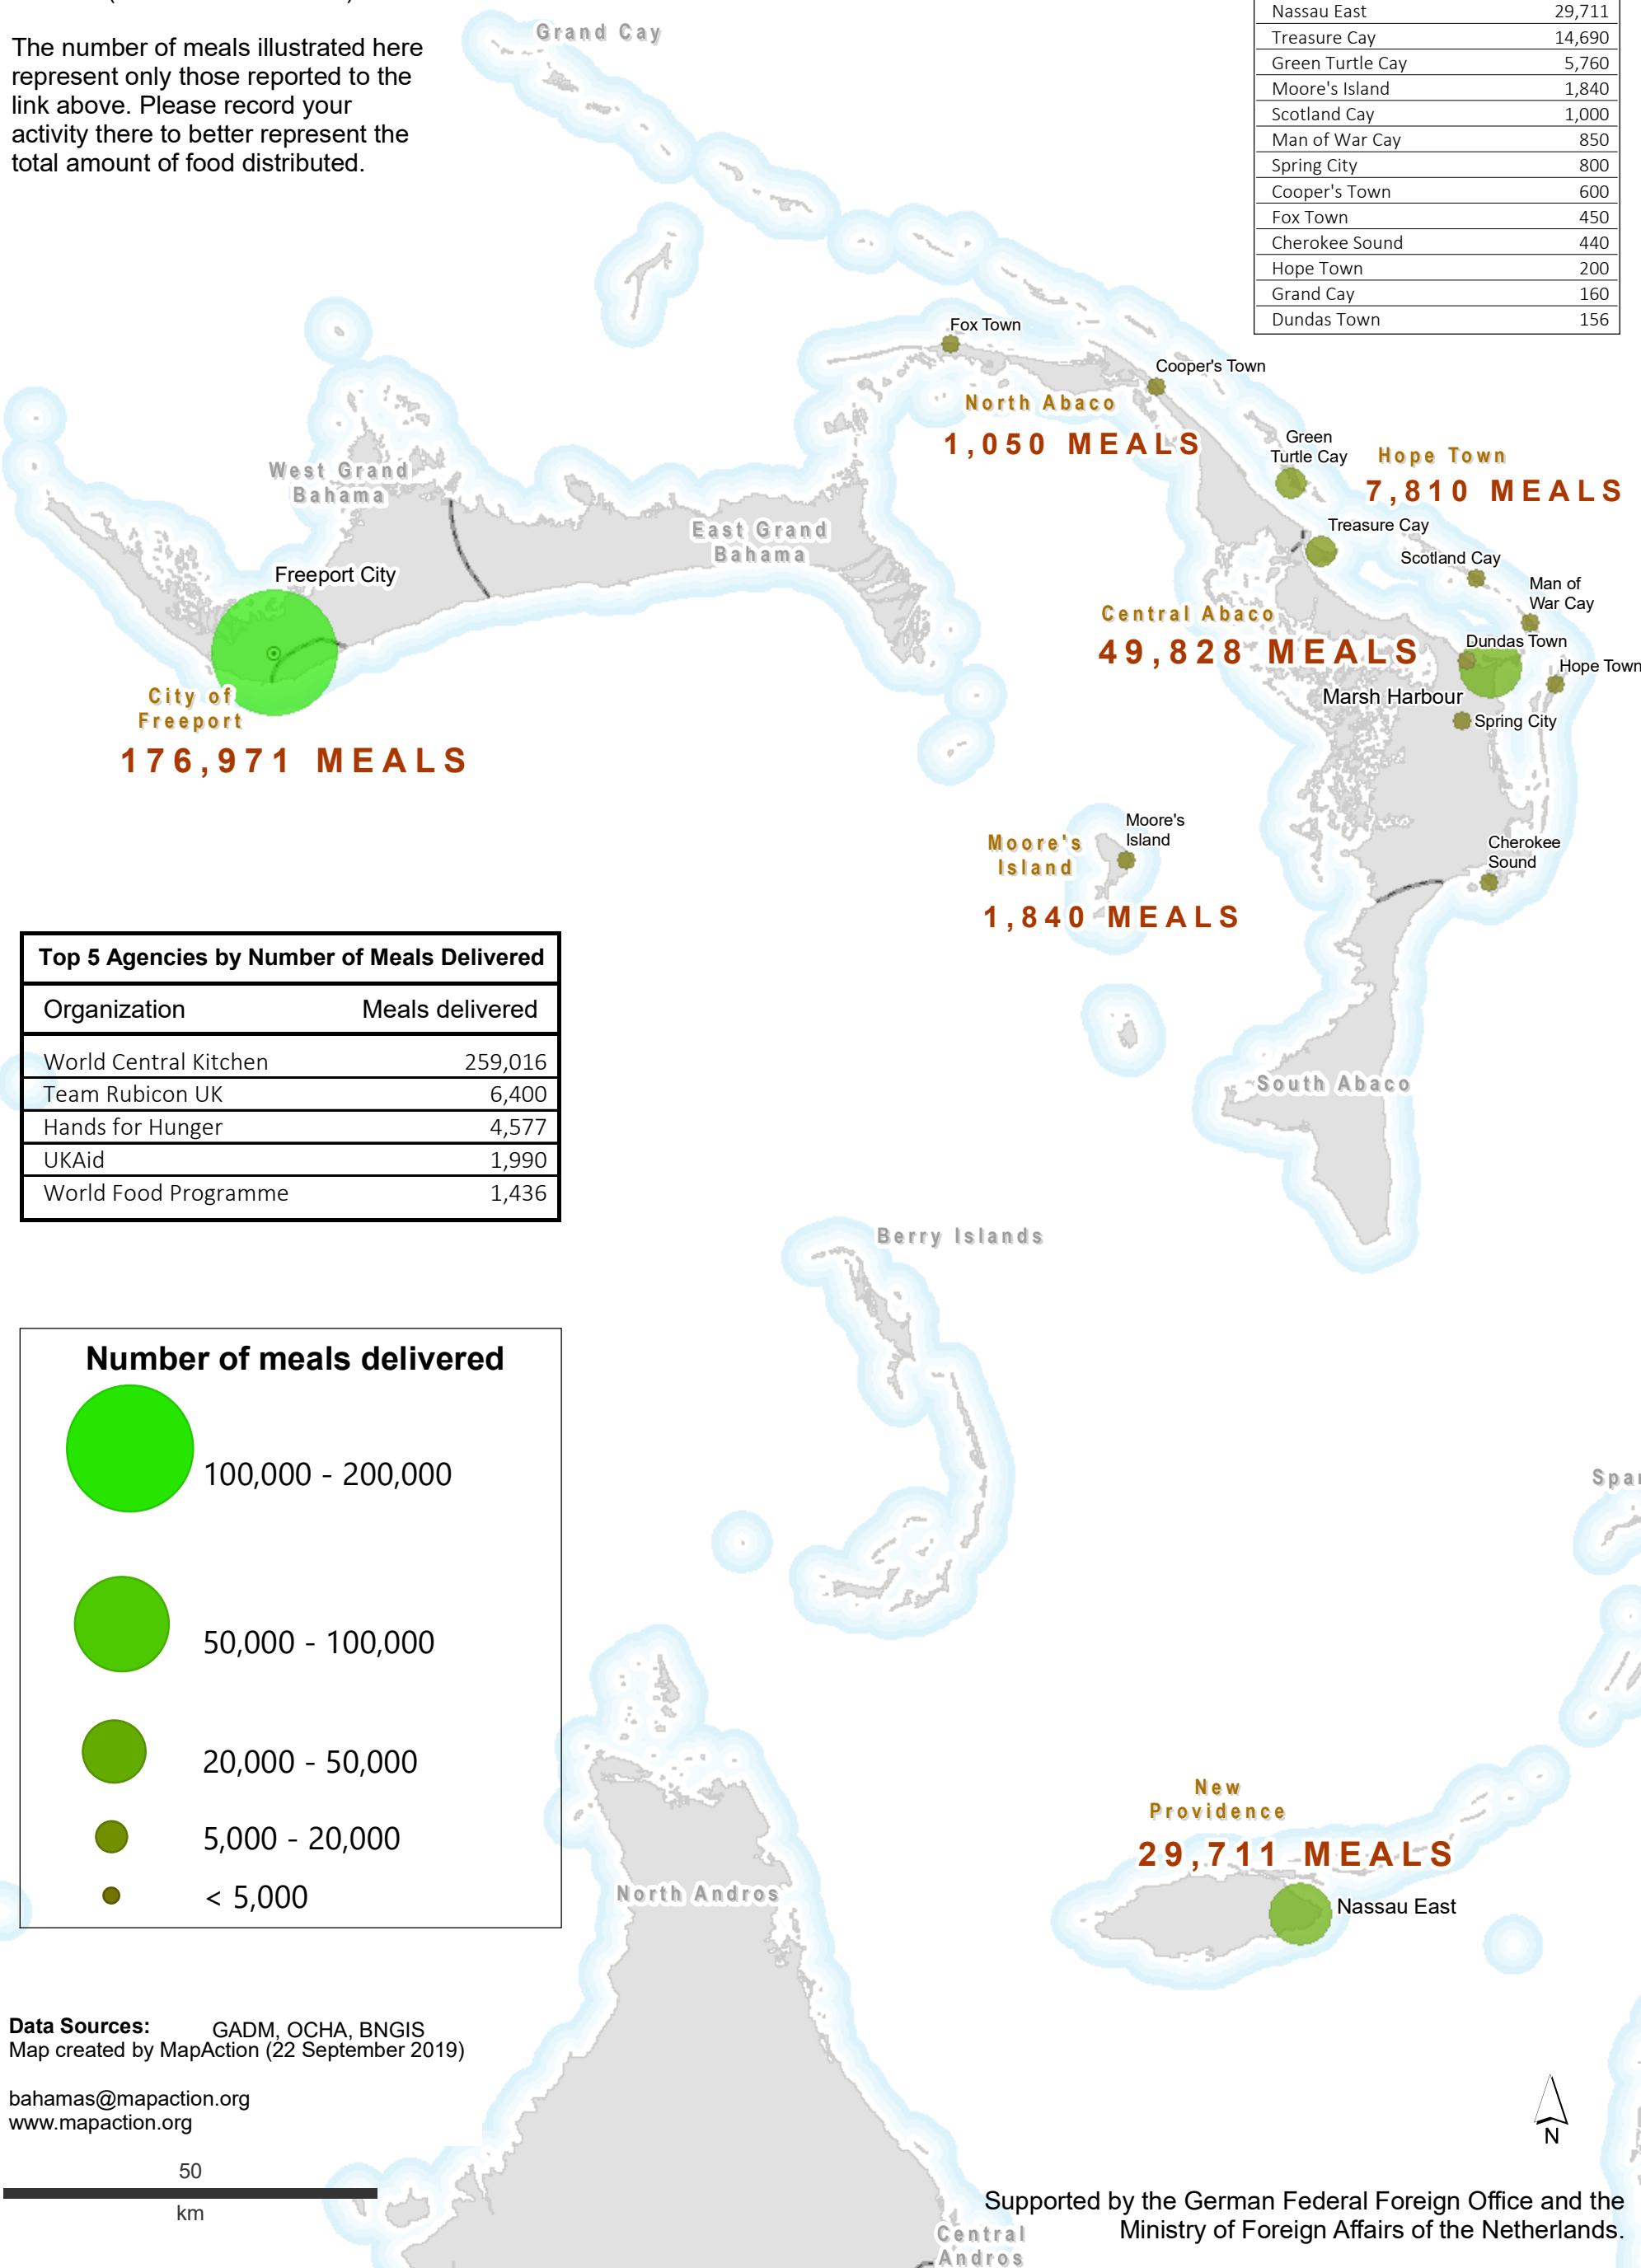 The number of meals illustrated here
represent only those reported to the
link above. Please record your
activity there to better represent the
total amount of food distributed.
Nassau East 29,711
Treasure Cay 14,690
Green Turtle Cay 5,760
Moore's Island 1,840
Scotland Cay 1,000
Man of War Cay 850
Spring City 800
Cooper's Town 600
Fox Town 450
Cherokee Sound 440
Hope Town 200
Grand Cay 160
Dundas Town 156
Grand Cay
Fox Town
Cooper's Town
North Abaco
1,050 MEALS
Green
Turtle Cay
Hope Town
7,810 MEALS
West Grand
Bahama
East Grand
Bahama
Treasure Cay
Scotland Cay
Freeport City
Man of
War Cay
Central Abaco
49,828 MEALS
Dundas Town
Hope Town
Marsh Harbour
Spring City
City of
Freeport
176,971 MEALS
Moore's
Island
Moore's
Island
1,840 MEALS
Cherokee
Sound
Top 5 Agencies by Number of Meals Delivered
Organization Meals delivered
World Central Kitchen 259,016
Team Rubicon UK 6,400
Hands for Hunger 4,577
UKAid 1,990
World Food Programme 1,436
South Abaco
Berry Islands
Number of meals delivered
100,000 - 200,000
50,000 - 100,000
20,000 - 50,000
5,000 - 20,000
< 5,000
New
Providence
29,711 MEALS
Nassau East
North Andros
Data Sources: GADM, OCHA, BNGIS
Map created by MapAction (22 September 2019)
bahamas@mapaction.org
www.mapaction.org
50
km
N
Supported by the German Federal Foreign Office and the
Ministry of Foreign Affairs of the Netherlands.
Central
Andros